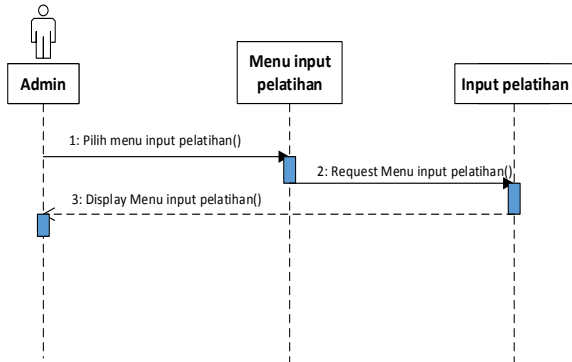 Admin
Menu input
pelatihan
Input pelatihan
1: Pilih menu input pelatihan()
2: Request Menu input pelatihan()
3: Display Menu input pelatihan()